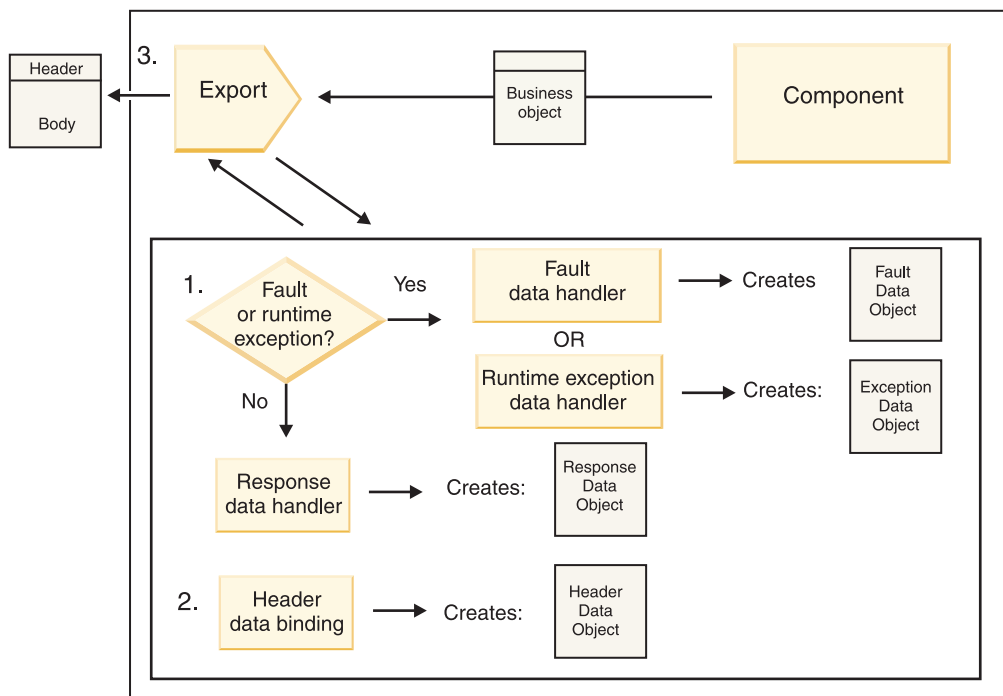 Header
Body
3.
Export
Business
object
Component
1.
Fault
or runtime
exception?
Yes
No
Fault
data handler
Creates
Fault
Data
Object
OR
Runtime exception
data handler
Creates:
Exception
Data
Object
Response
data handler
Creates:
Response
Data
Object
2.
Header
data binding
Creates:
Header
Data
Object